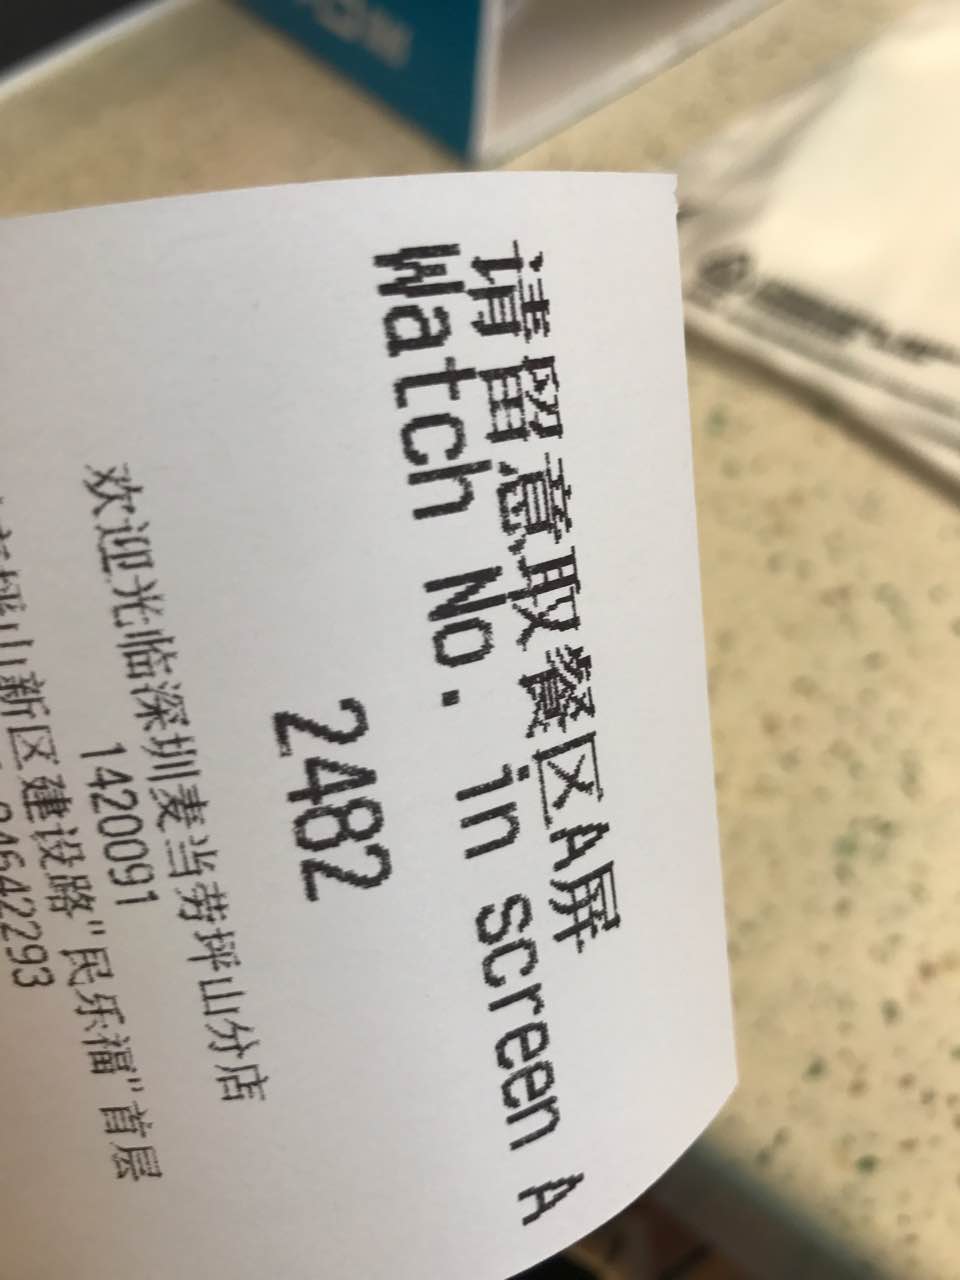 请留意取餐区A屏
Watch No. in screen A
2482
欢迎光临深圳麦当劳坪山分店
1420091
坪山新区建设路"民乐福"首层